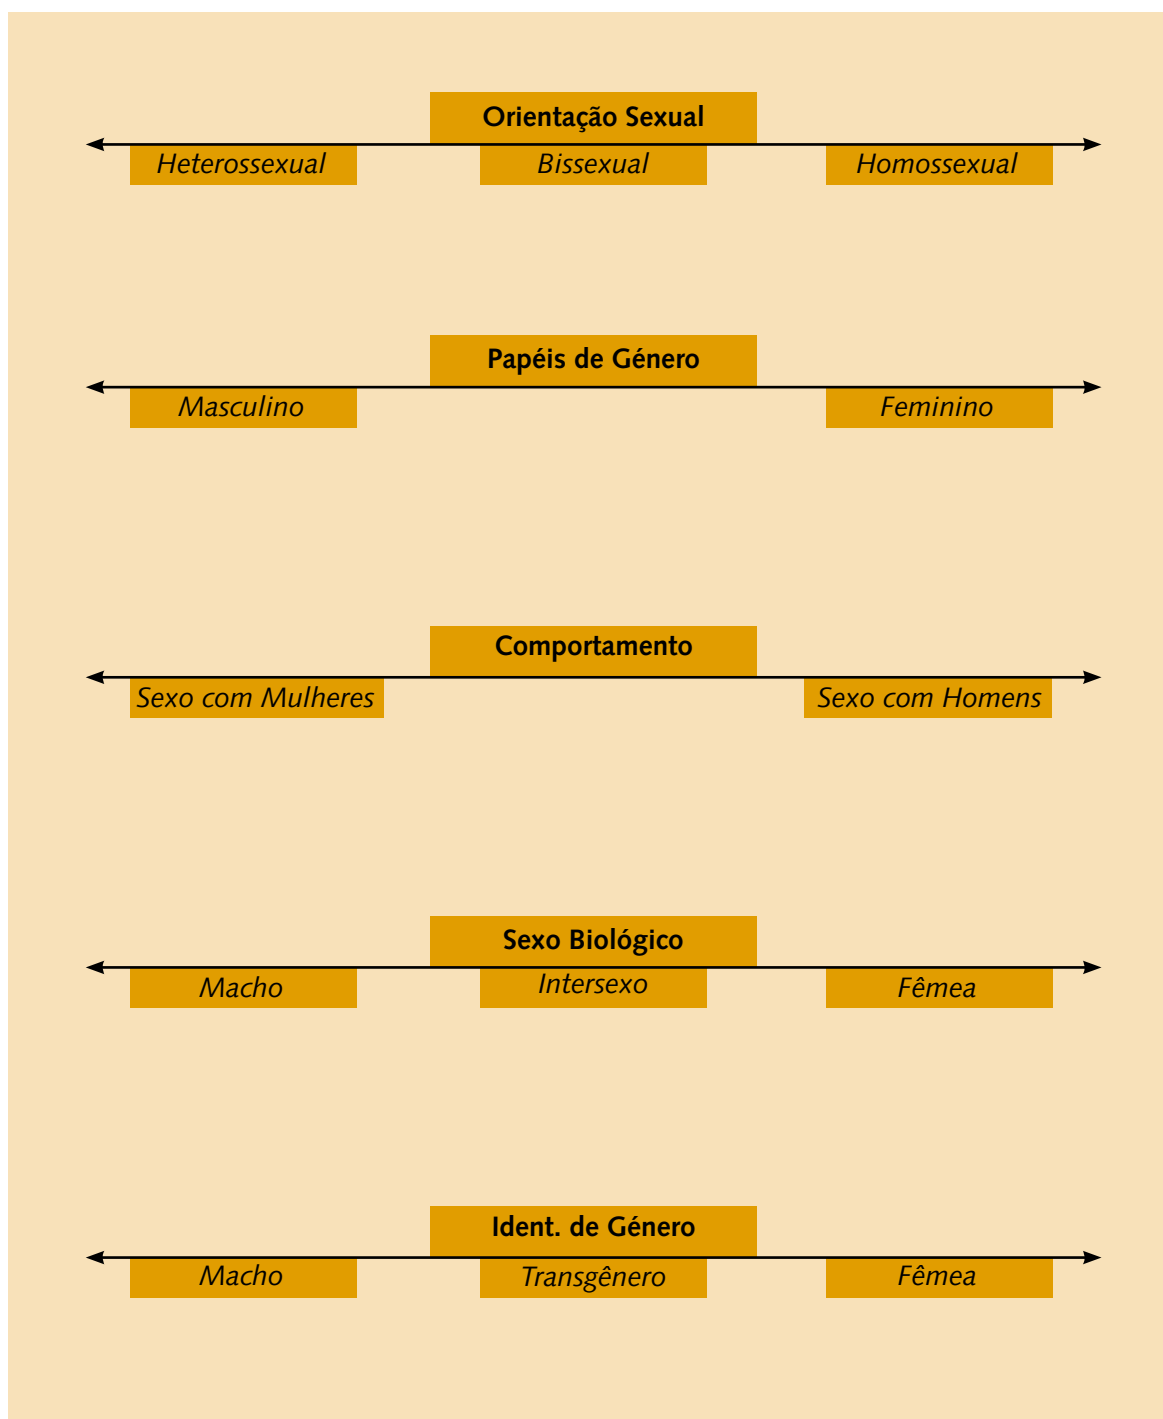 Orientação Sexual
Heterossexual
Bissexual
Homossexual
Papéis de Género
Masculino
Feminino
Comportamento
Sexo com Mulheres
Sexo com Homens
Sexo Biológico
Macho
Intersexo
Fêmea
Ident. de Género
Macho
Transgênero
Fêmea